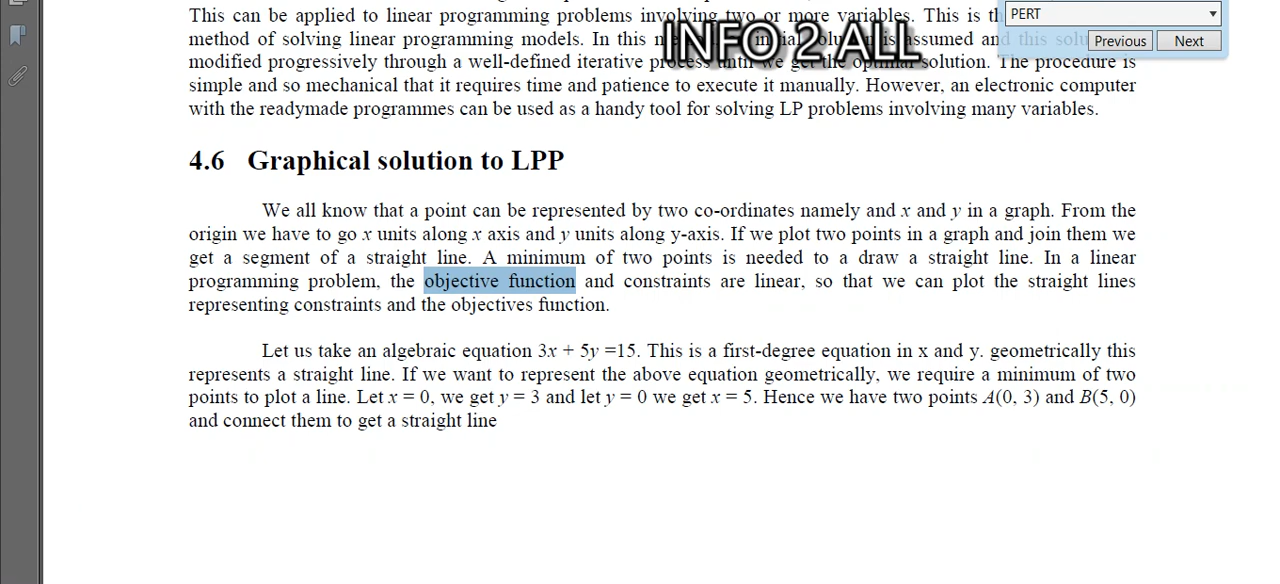 This can be applied to linear programming problems involving two or more variables. This is
PERT
method of solving linear programming models. In this is assumed and this
INFO 2 ALL
Previous Next
modified progressively through a well-defined iterative process until we get the optimal solution. The procedure is
simple and so mechanical that it requires time and patience to execute it manually. However, an electronic computer
with the readymade programmes can be used as a handy tool for solving LP problems involving many variables.
4.6 Graphical solution to LPP
We all know that a point can be represented by two co-ordinates namely and x and y in a graph. From the
origin we have to go x units along x axis and y units along y-axis. If we plot two points in a graph and join them we
get a segment of a straight line. A minimum of two points is needed to a draw a straight line. In a linear
programming problem, the objective function and constraints are linear, so that we can plot the straight lines
representing constraints and the objectives function.
Let us take an algebraic equation 3x + 5y =15. This is a first-degree equation in x and y. geometrically this
represents a straight line. If we want to represent the above equation geometrically, we require a minimum of two
points to plot a line. Let x = 0, we get y = 3 and let y = 0 we get x = 5. Hence we have two points A(0, 3) and B(5, 0)
and connect them to get a straight line